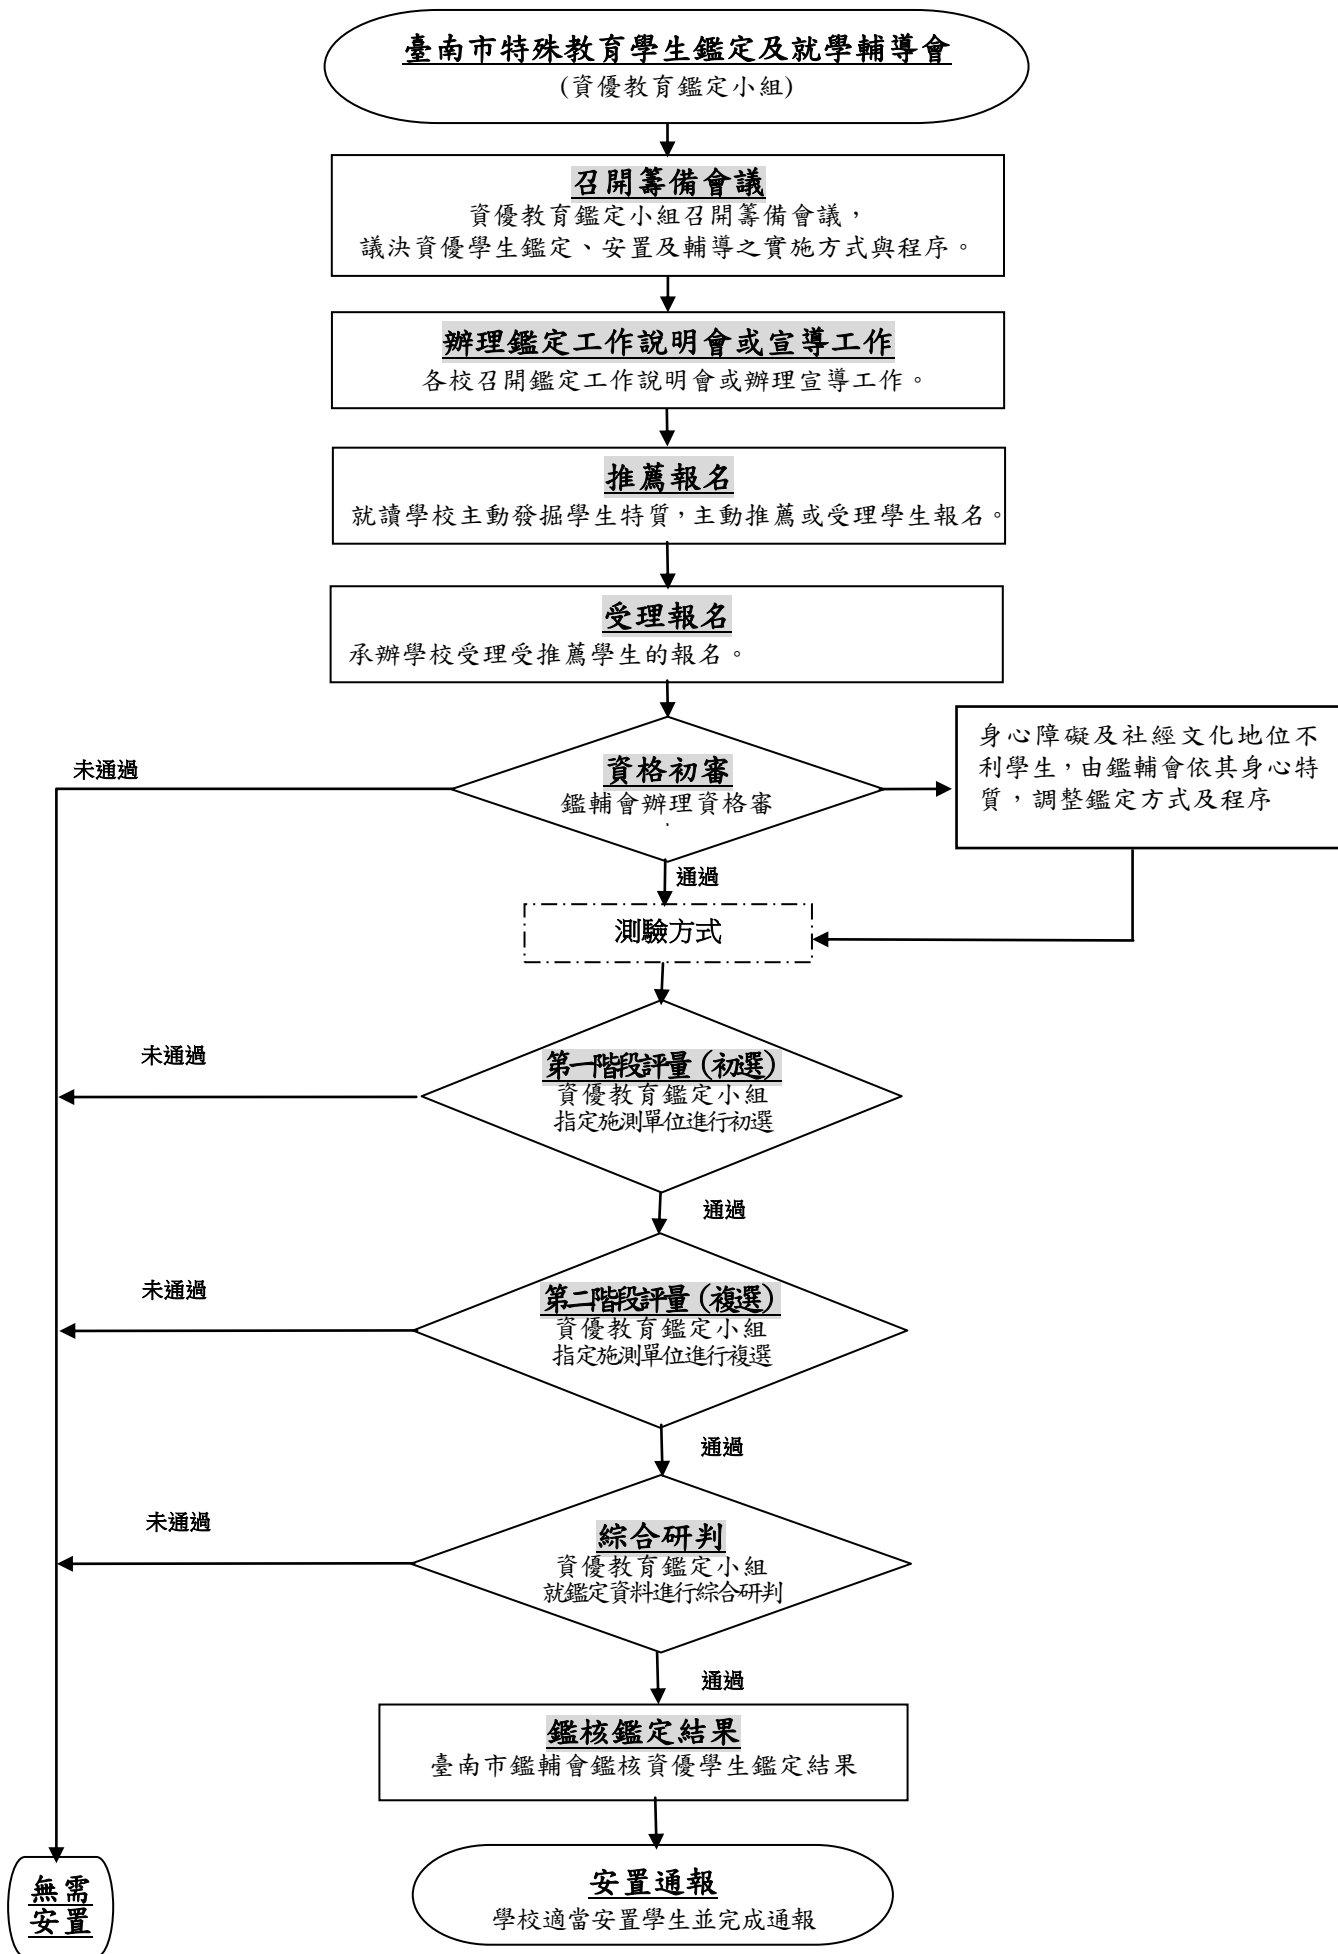 臺南市特殊教育學生鑑定及就學輔導會
(資優教育鑑定小組)
召開籌備會議
資優教育鑑定小組召開籌備會議，
議決資優學生鑑定、安置及輔導之實施方式與程序。
辦理鑑定工作說明會或宣導工作
各校召開鑑定工作說明會或辦理宣導工作。
推薦報名
就讀學校主動發掘學生特質，主動推薦或受理學生報名。
受理報名
承辦學校受理受推薦學生的報名。
未通過
資格初審
鑑輔會辦理資格審
身心障礙及社經文化地位不
利學生，由鑑輔會依其身心特
質，調整鑑定方式及程序
通過
測驗方式
未通過
第一階段評量（初選）
資優教育鑑定小組
指定施測單位進行初選
通過
未通過
第二階段評量（複選）
資優教育鑑定小組
指定施測單位進行複選
通過
未通過
綜合研判
資優教育鑑定小組
就鑑定資料進行綜合研判
通過
鑑核鑑定結果
臺南市鑑輔會鑑核資優學生鑑定結果
無需
安置
安置通報
學校適當安置學生並完成通報